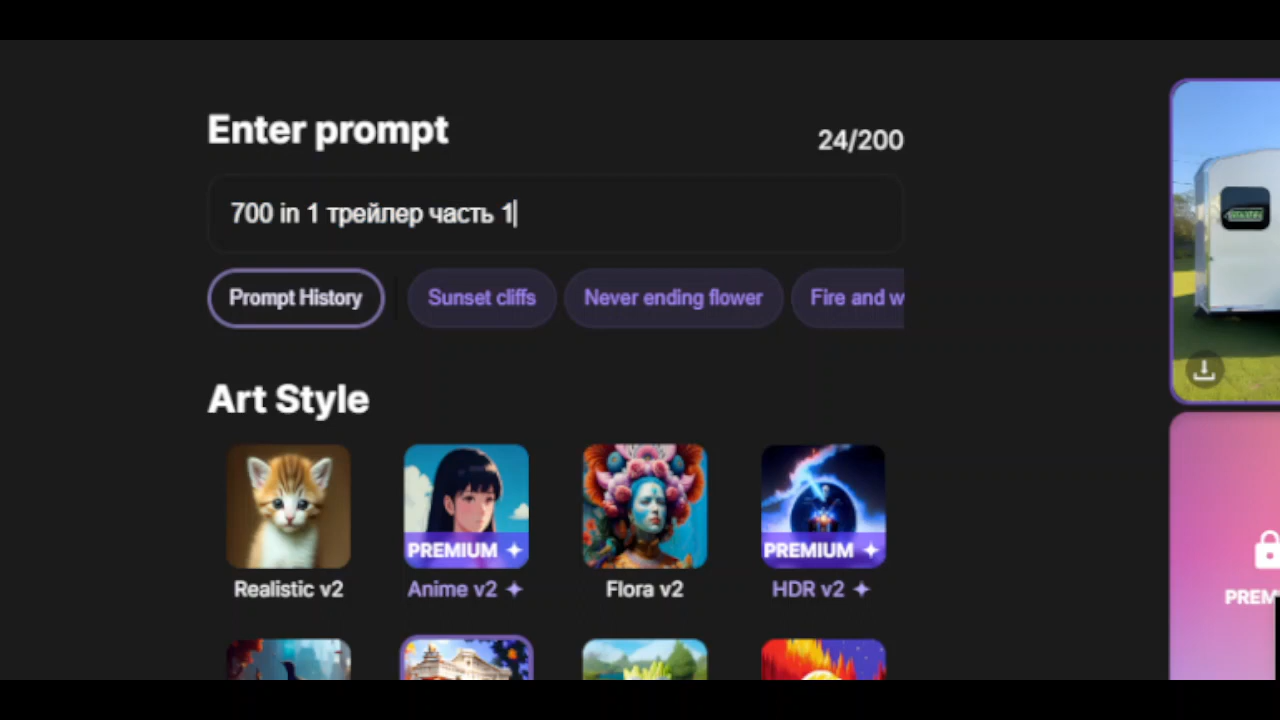 Enter prompt
24/200
700 in 1 трейлер часть 1
Prompt History
Sunset cliffs
Never ending flower
Fire and
Art Style
PREMIUM
PREMIUM
Realistic v2
Anime v2
Flora v2
HDR v2